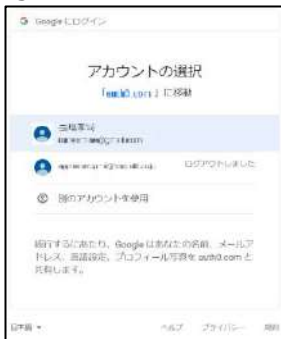 Google にログイン
アカウントの選択
「auth0.com」に移動
ログアウトしました
別のアカウントを使用
続行するにあたり、Google はあなたの名前、メールア
ドレス、言語設定、プロフィール写真を auth0.com と
共有します。
日本語
ヘルプ プライバシー 規約